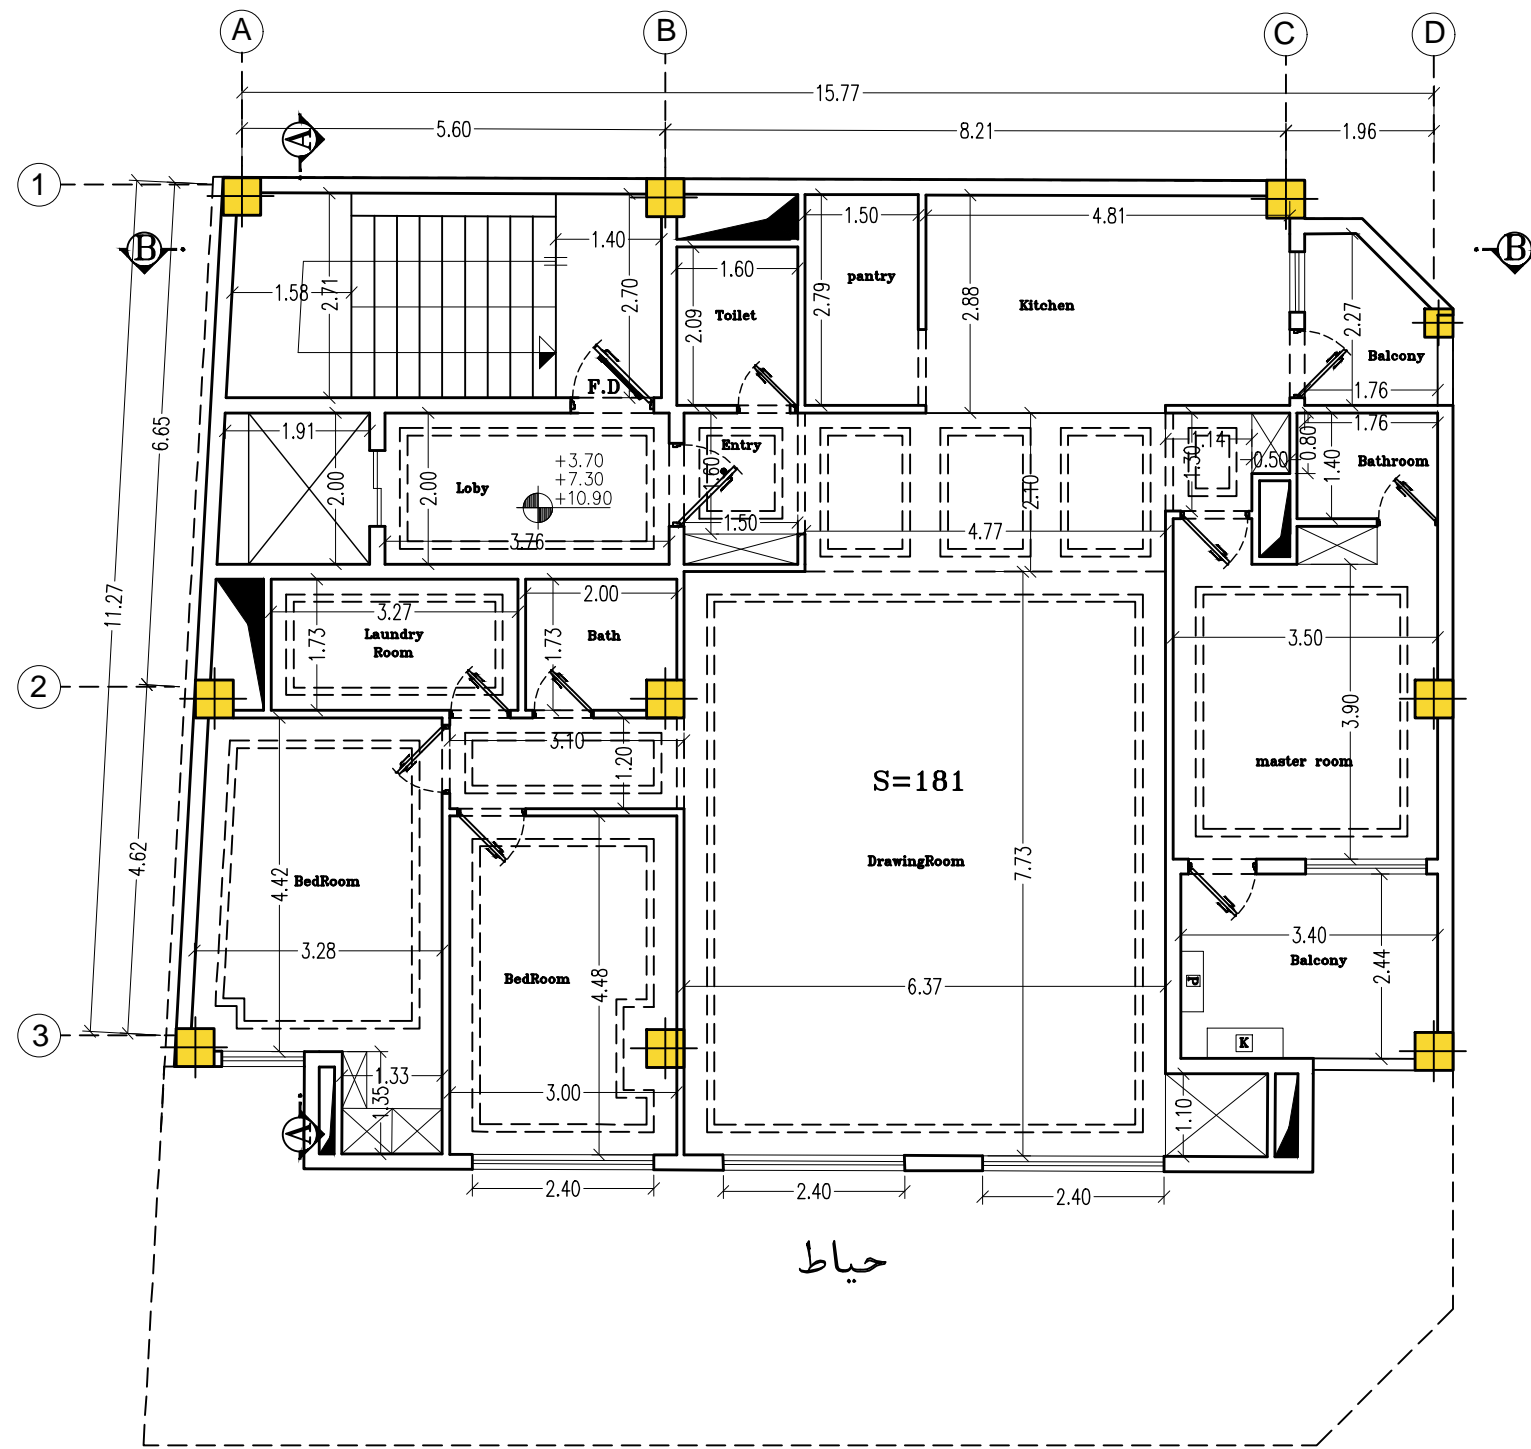 A
B
C
D
15.77
5.60
8.21
1.96
A
1
B
B
1.58
2.71
1.40
2.70
1.60
2.09
Toilet
1.50
2.79
pantry
4.81
2.88
Kitchen
2.27
Balcony
1.76
F.D
6.65
11.27
1.91
2.00
2.00
Loby
+3.70
+7.30
+10.90
3.76
Entry
1.60
1.50
2.10
4.77
1.14
1.30
0.50
0.80
1.76
1.40
Bathroom
3.27
1.73
Laundry
Room
2.00
1.73
Bath
3.50
3.90
master room
2
3.10
1.20
S=181
DrawingRoom
7.73
6.37
4.62
4.42
BedRoom
3.28
BedRoom
4.48
3.00
3.40
Balcony
2.44
P
K
3
1.33
1.35
A
1.10
2.40
2.40
2.40
حیاط